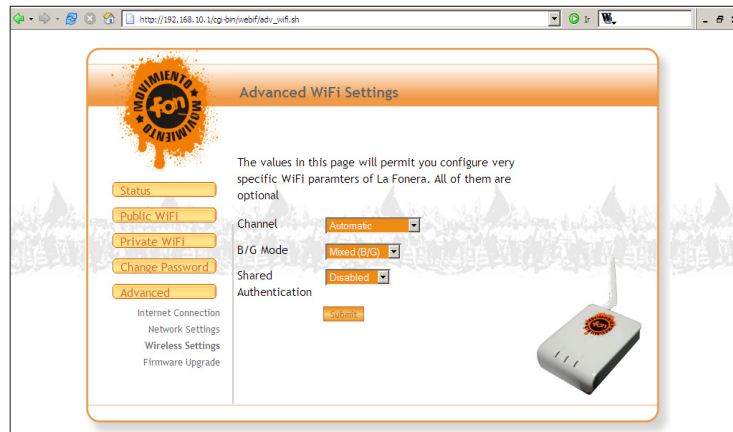 http://192.168.10.1/cgi-bin/webif/adv_wifi.sh
Ir
W
MOVIMIENTO
fon
MOVIMIENTO
Advanced WiFi Settings
The values in this page will permit you configure very
specific WiFi paramters of La Fonera. All of them are
optional
Status
Public WiFi
Private WiFi
Change Password
Advanced
Internet Connection
Network Settings
Wireless Settings
Firmware Upgrade
Channel
Automatic
B/G Mode
Mixed (B/G)
Shared
Authentication
Disabled
Submit